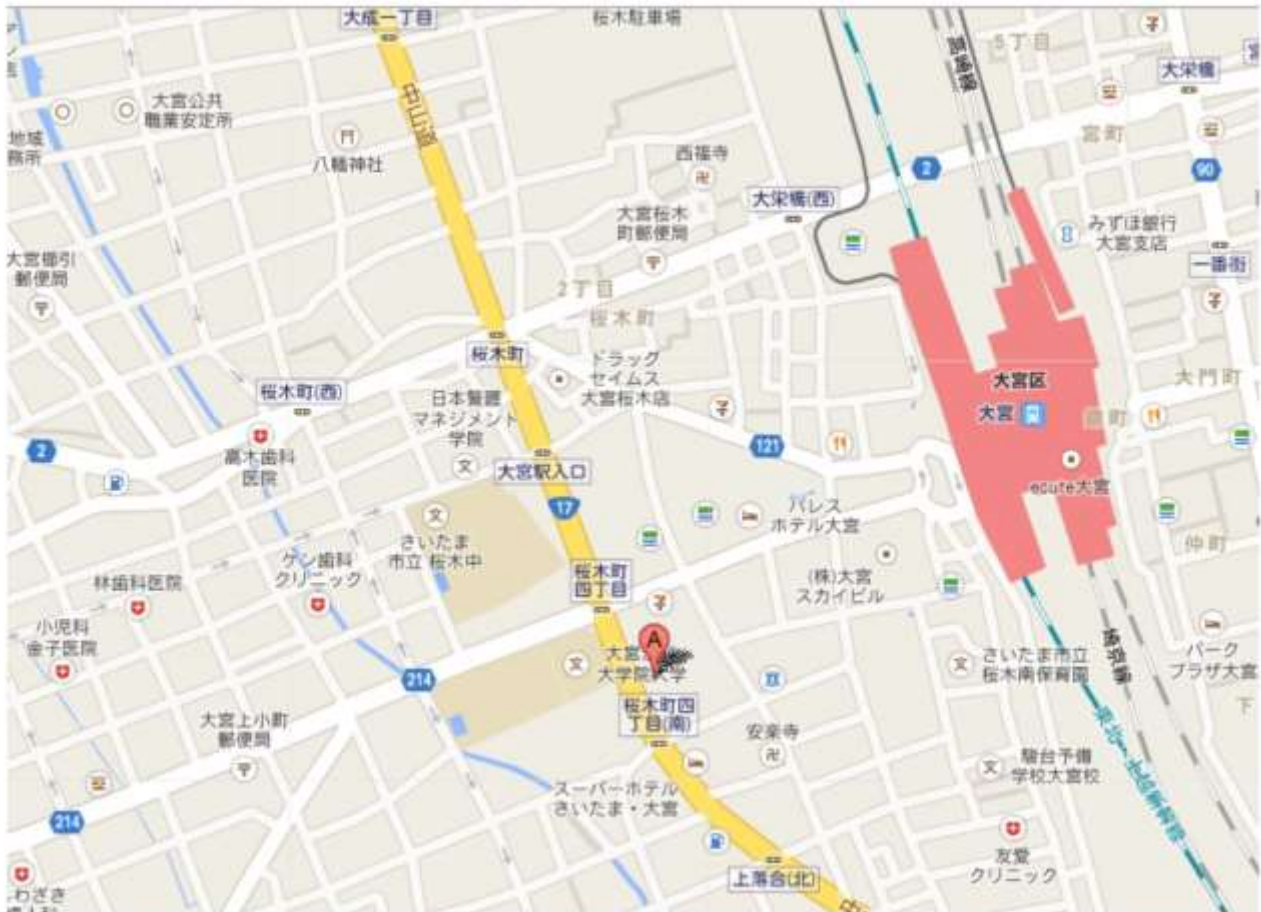 大成一丁目
桜木駐車場
5丁目
大栄橋
大宮公共
職業安定所
中山道
八幡神社
宮町
地域
務所
西福寺
2
90
大栄橋(西)
大宮桜木
町郵便局
みずほ銀行
大宮支店
大宮櫛引
郵便局
一番街
2丁目
桜木町
桜木町
ドラッグ
セイムス
大宮桜木店
大宮区
大門町
桜木町(西)
日本警護
マネジメント
学院
大宮
2
高木歯科
医院
121
大宮駅入口
ecute大宮
17
パレス
ホテル大宮
さいたま
市立 桜木中
仲町
ゲン歯科
クリニック
林歯科医院
桜木町
四丁目
(株)大宮
スカイビル
小児科
金子医院
A
大宮
大学院大学
さいたま市立
桜木南保育園
パーク
プラザ大宮
214
桜木町四
丁目(南)
下
大宮上小町
郵便局
安楽寺
駿台予備
学校大宮校
スーパーホテル
さいたま・大宮
214
友愛
クリニック
上落合(北)
わざき